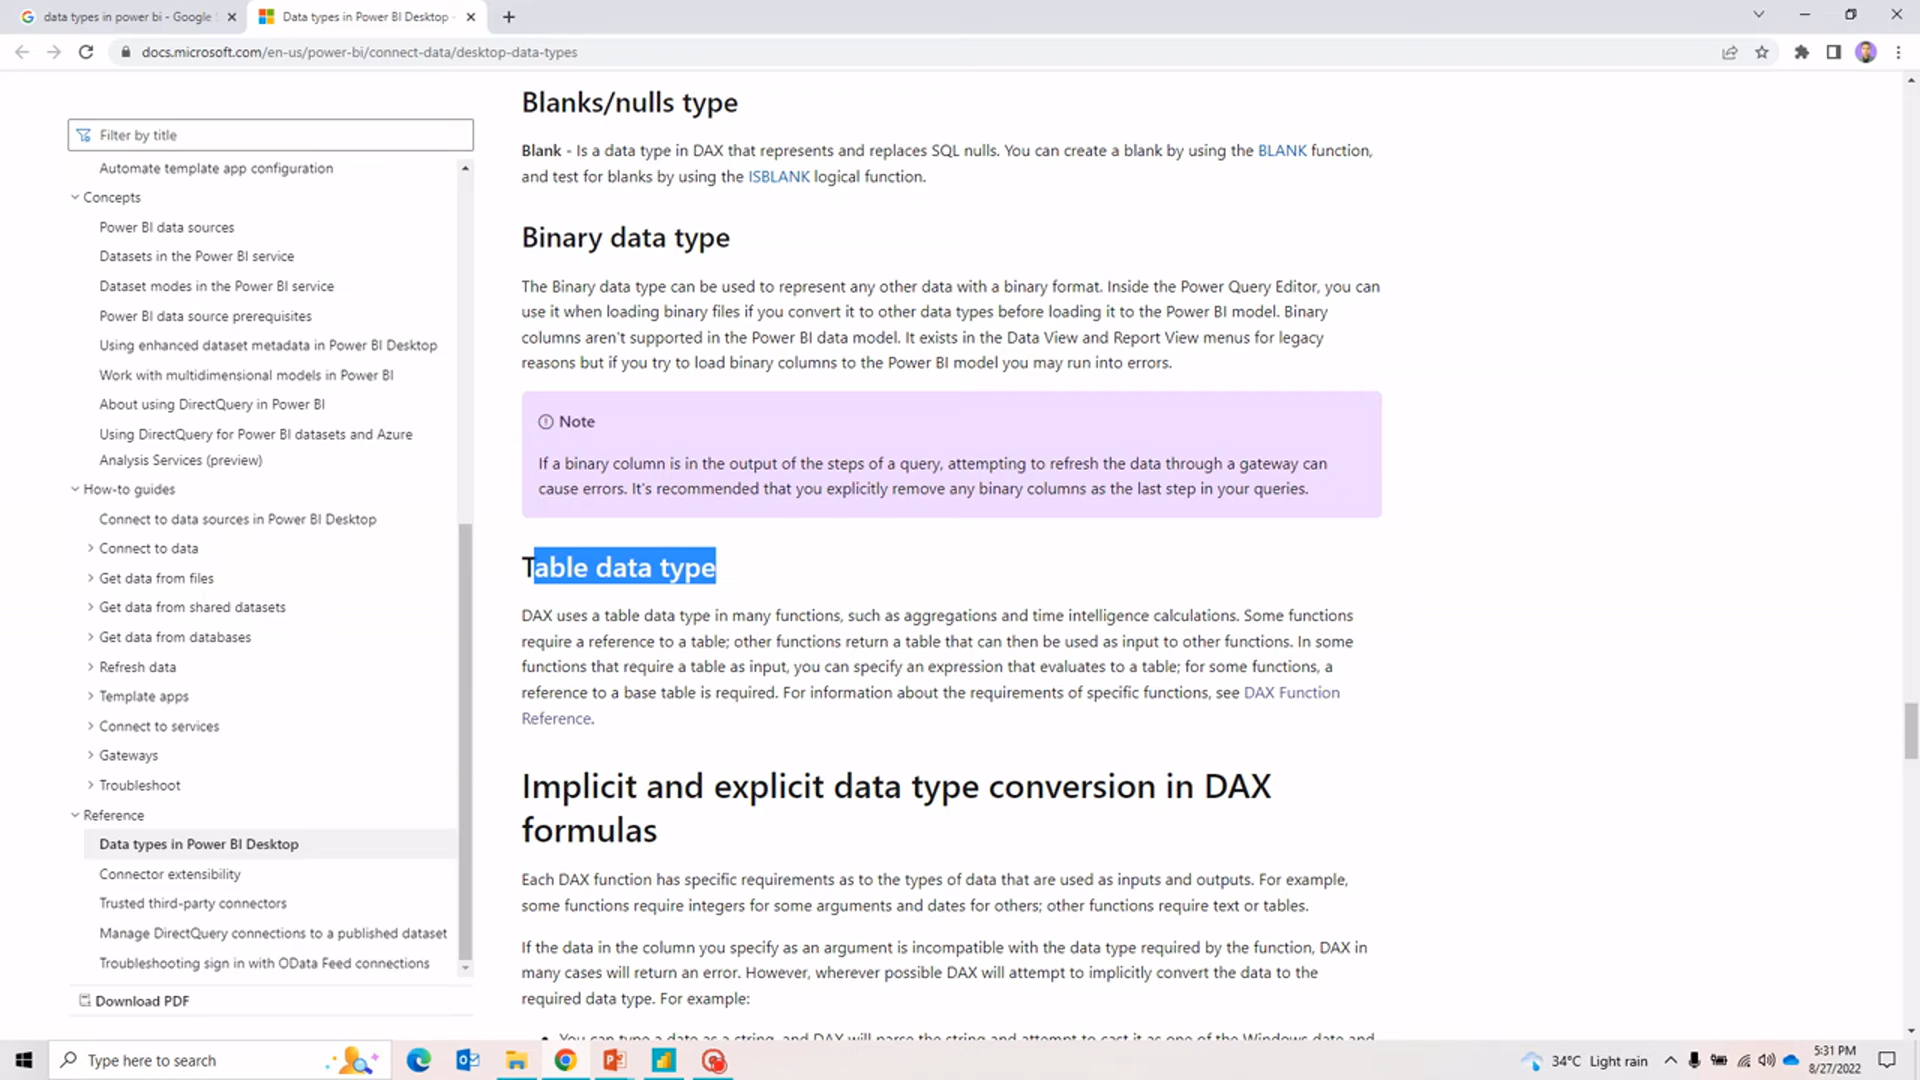 data types in power bi - Google
Data types in Power BI Desktop -
docs.microsoft.com/en-us/power-bi/connect-data/desktop-data-types
Filter by title
Automate template app configuration
Concepts
Power BI data sources
Datasets in the Power BI service
Dataset modes in the Power BI service
Power BI data source prerequisites
Using enhanced dataset metadata in Power BI Desktop
Work with multidimensional models in Power BI
About using DirectQuery in Power BI
Using DirectQuery for Power BI datasets and Azure
Analysis Services (preview)
How-to guides
Connect to data sources in Power BI Desktop
Connect to data
Get data from files
Get data from shared datasets
Get data from databases
Refresh data
Template apps
Connect to services
Gateways
Troubleshoot
Reference
Data types in Power BI Desktop
Connector extensibility
Trusted third-party connectors
Manage DirectQuery connections to a published dataset
Troubleshooting sign in with OData Feed connections
Download PDF
Blanks/nulls type
Blank - Is a data type in DAX that represents and replaces SQL nulls. You can create a blank by using the BLANK function,
and test for blanks by using the ISBLANK logical function.
Binary data type
The Binary data type can be used to represent any other data with a binary format. Inside the Power Query Editor, you can
use it when loading binary files if you convert it to other data types before loading it to the Power BI model. Binary
columns aren't supported in the Power BI data model. It exists in the Data View and Report View menus for legacy
reasons but if you try to load binary columns to the Power BI model you may run into errors.
Note
If a binary column is in the output of the steps of a query, attempting to refresh the data through a gateway can
cause errors. It's recommended that you explicitly remove any binary columns as the last step in your queries.
Table data type
DAX uses a table data type in many functions, such as aggregations and time intelligence calculations. Some functions
require a reference to a table; other functions return a table that can then be used as input to other functions. In some
functions that require a table as input, you can specify an expression that evaluates to a table; for some functions, a
reference to a base table is required. For information about the requirements of specific functions, see DAX Function
Reference.
Implicit and explicit data type conversion in DAX
formulas
Each DAX function has specific requirements as to the types of data that are used as inputs and outputs. For example,
some functions require integers for some arguments and dates for others; other functions require text or tables.
If the data in the column you specify as an argument is incompatible with the data type required by the function, DAX in
many cases will return an error. However, wherever possible DAX will attempt to implicitly convert the data to the
required data type. For example:
You can type a date as a string, and DAX will parse the string and attempt to cast it as one of the Windows date and
Type here to search
34°C Light rain
5:31 PM
8/27/2022